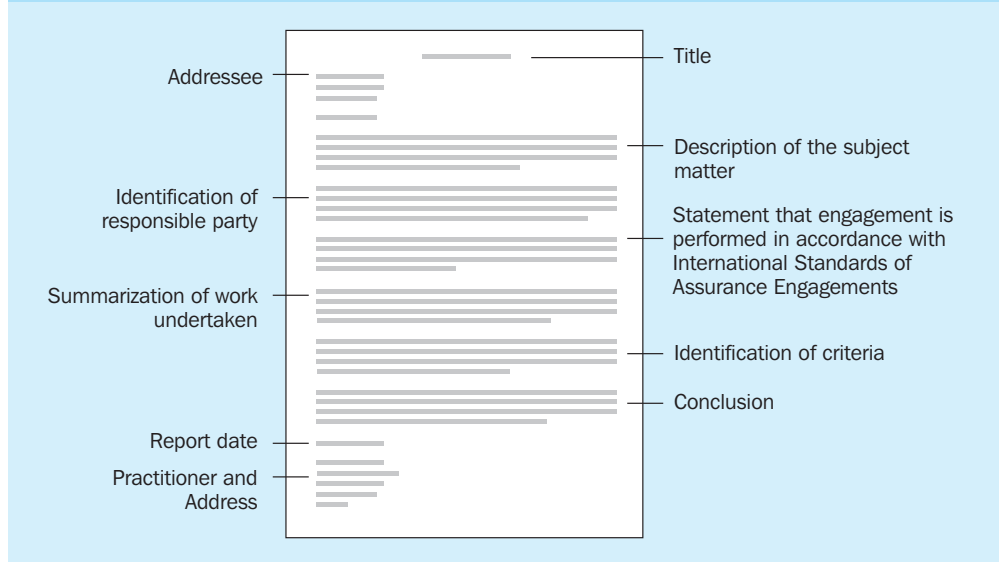 Title
Addressee
Description of the subject
matter
Identification of
responsible party
Statement that engagement is
performed in accordance with
International Standards of
Assurance Engagements
Summarization of work
undertaken
Identification of criteria
Conclusion
Report date
Practitioner and
Address